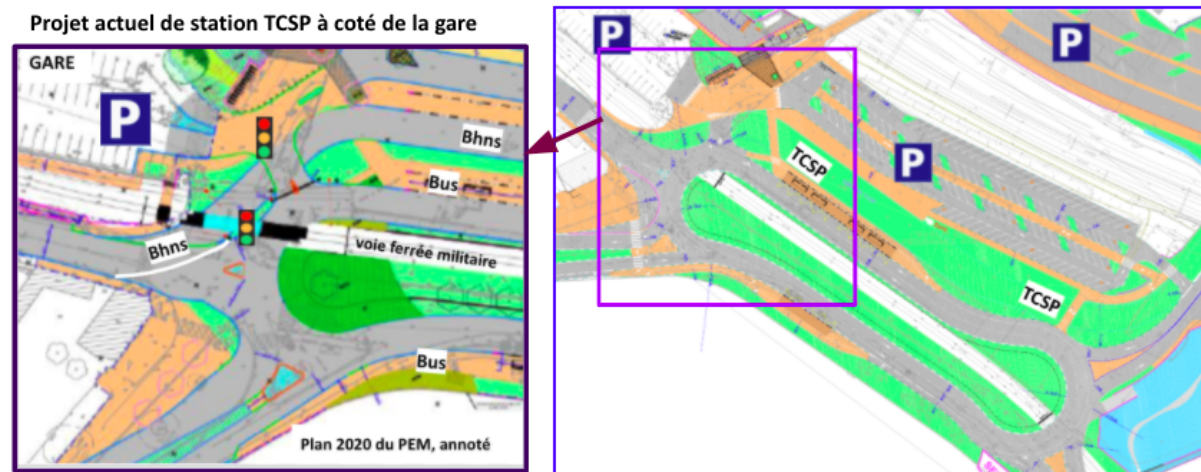 Projet actuel de station TCSP à coté de la gare
GARE
P
Bhns
Bus
Bhns
voie ferrée militaire
Bus
Plan 2020 du PEM, annoté
P
P
TCSP
P
TCSP